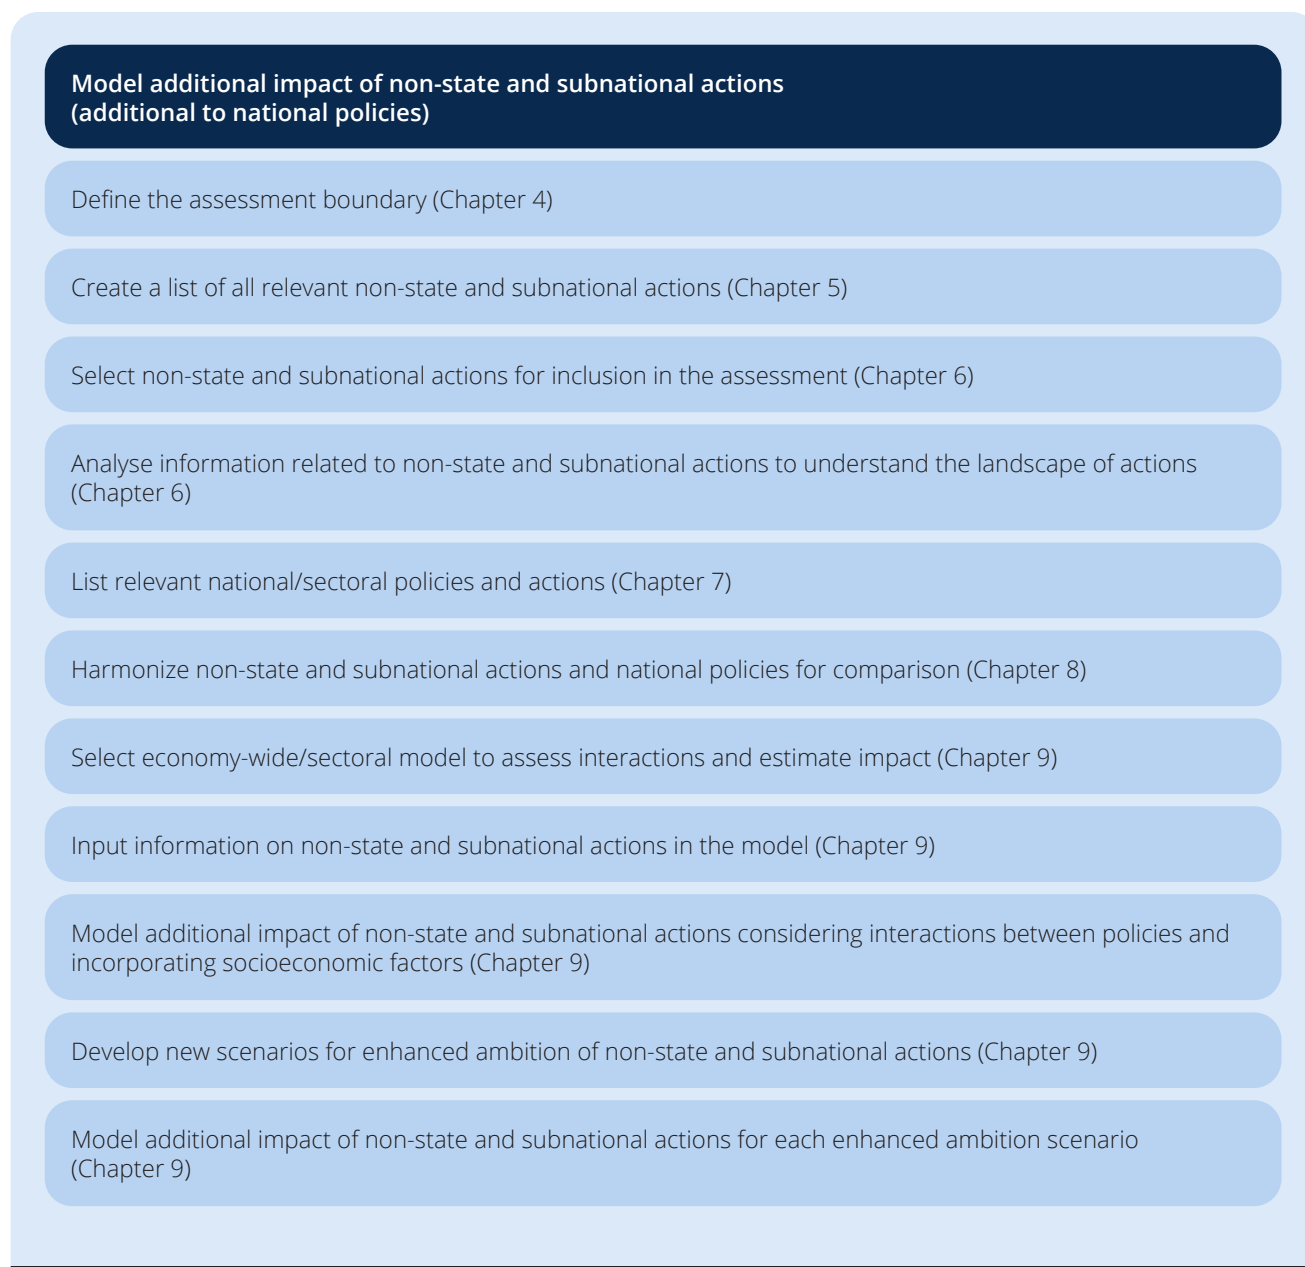 Model additional impact of non-state and subnational actions
(additional to national policies)
Define the assessment boundary (Chapter 4)
Create a list of all relevant non-state and subnational actions (Chapter 5)
Select non-state and subnational actions for inclusion in the assessment (Chapter 6)
Analyse information related to non-state and subnational actions to understand the landscape of actions
(Chapter 6)
List relevant national/sectoral policies and actions (Chapter 7)
Harmonize non-state and subnational actions and national policies for comparison (Chapter 8)
Select economy-wide/sectoral model to assess interactions and estimate impact (Chapter 9)
Input information on non-state and subnational actions in the model (Chapter 9)
Model additional impact of non-state and subnational actions considering interactions between policies and
incorporating socioeconomic factors (Chapter 9)
Develop new scenarios for enhanced ambition of non-state and subnational actions (Chapter 9)
Model additional impact of non-state and subnational actions for each enhanced ambition scenario
(Chapter 9)